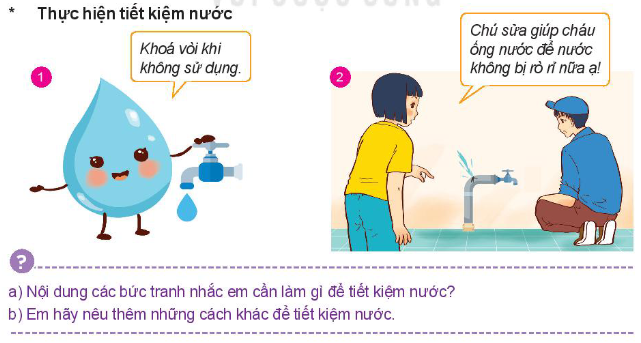 * Thực hiện tiết kiệm nước
Khoá vòi khi
không sử dụng.
1
Chú sửa giúp cháu
ống nước để nước
không bị rò rỉ nữa ạ!
2
?
a) Nội dung các bức tranh nhắc em cần làm gì để tiết kiệm nước?
b) Em hãy nêu thêm những cách khác để tiết kiệm nước.